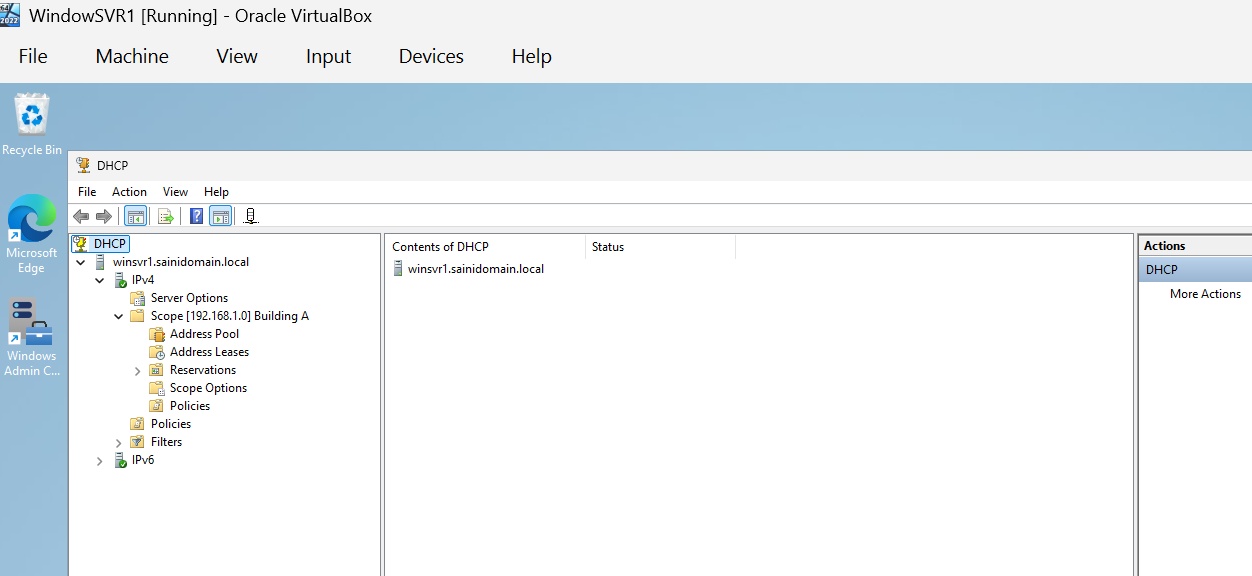 WindowSVR1 [Running] - Oracle VirtualBox
File Machine View Input Devices Help
Recycle Bin
Microsoft
Edge
Windows
Admin C...
DHCP
File Action View Help
DHCP
winsvr1.sainidomain.local
IPv4
Server Options
Scope [192.168.1.0] Building A
Address Pool
Address Leases
Reservations
Scope Options
Policies
Policies
Filters
IPv6
Contents of DHCP Status
winsvr1.sainidomain.local
Actions
DHCP
More Actions